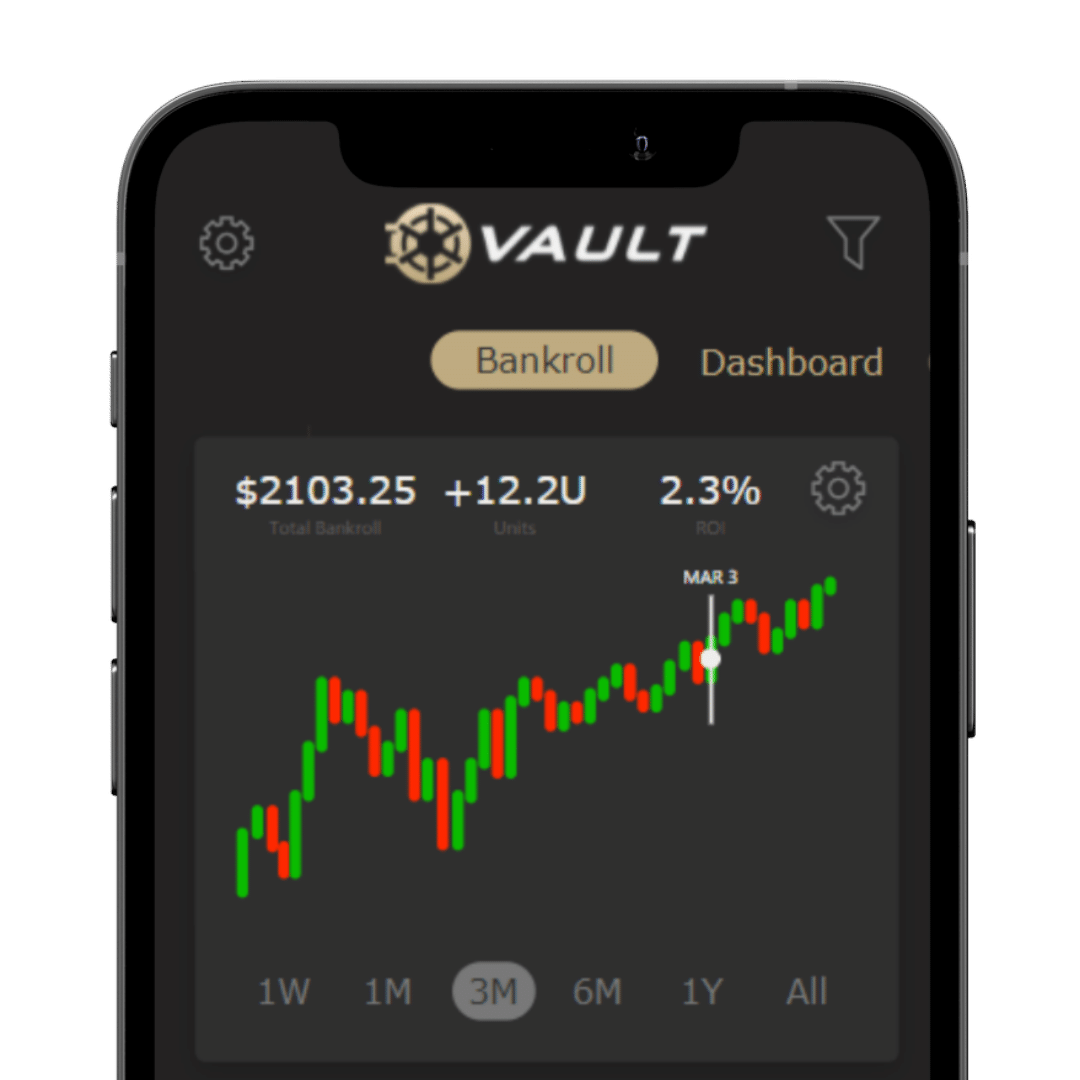 VAULT
Bankroll Dashboard
$2103.25 +12.2U 2.3%
Total Bankroll Units ROI
MAR 3
1W 1M 3M 6M 1Y All